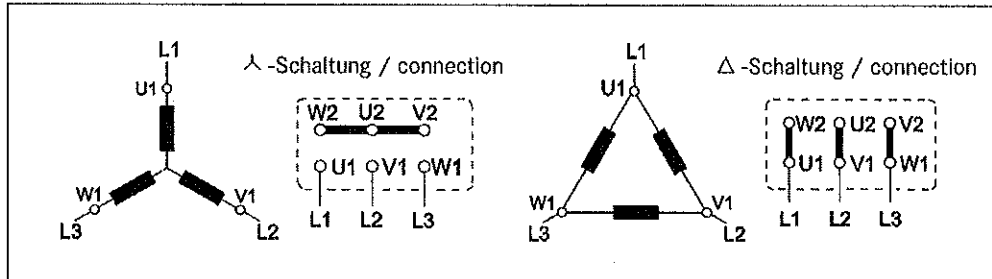 L1
U1
W1
L3
V1
L2
⅄ -Schaltung / connection
W2 U2 V2
U1 V1 W1
L1 L2 L3
L1
U1
W1
L3
V1
L2
Δ -Schaltung / connection
W2 U2 V2
U1 V1 W1
L1 L2 L3